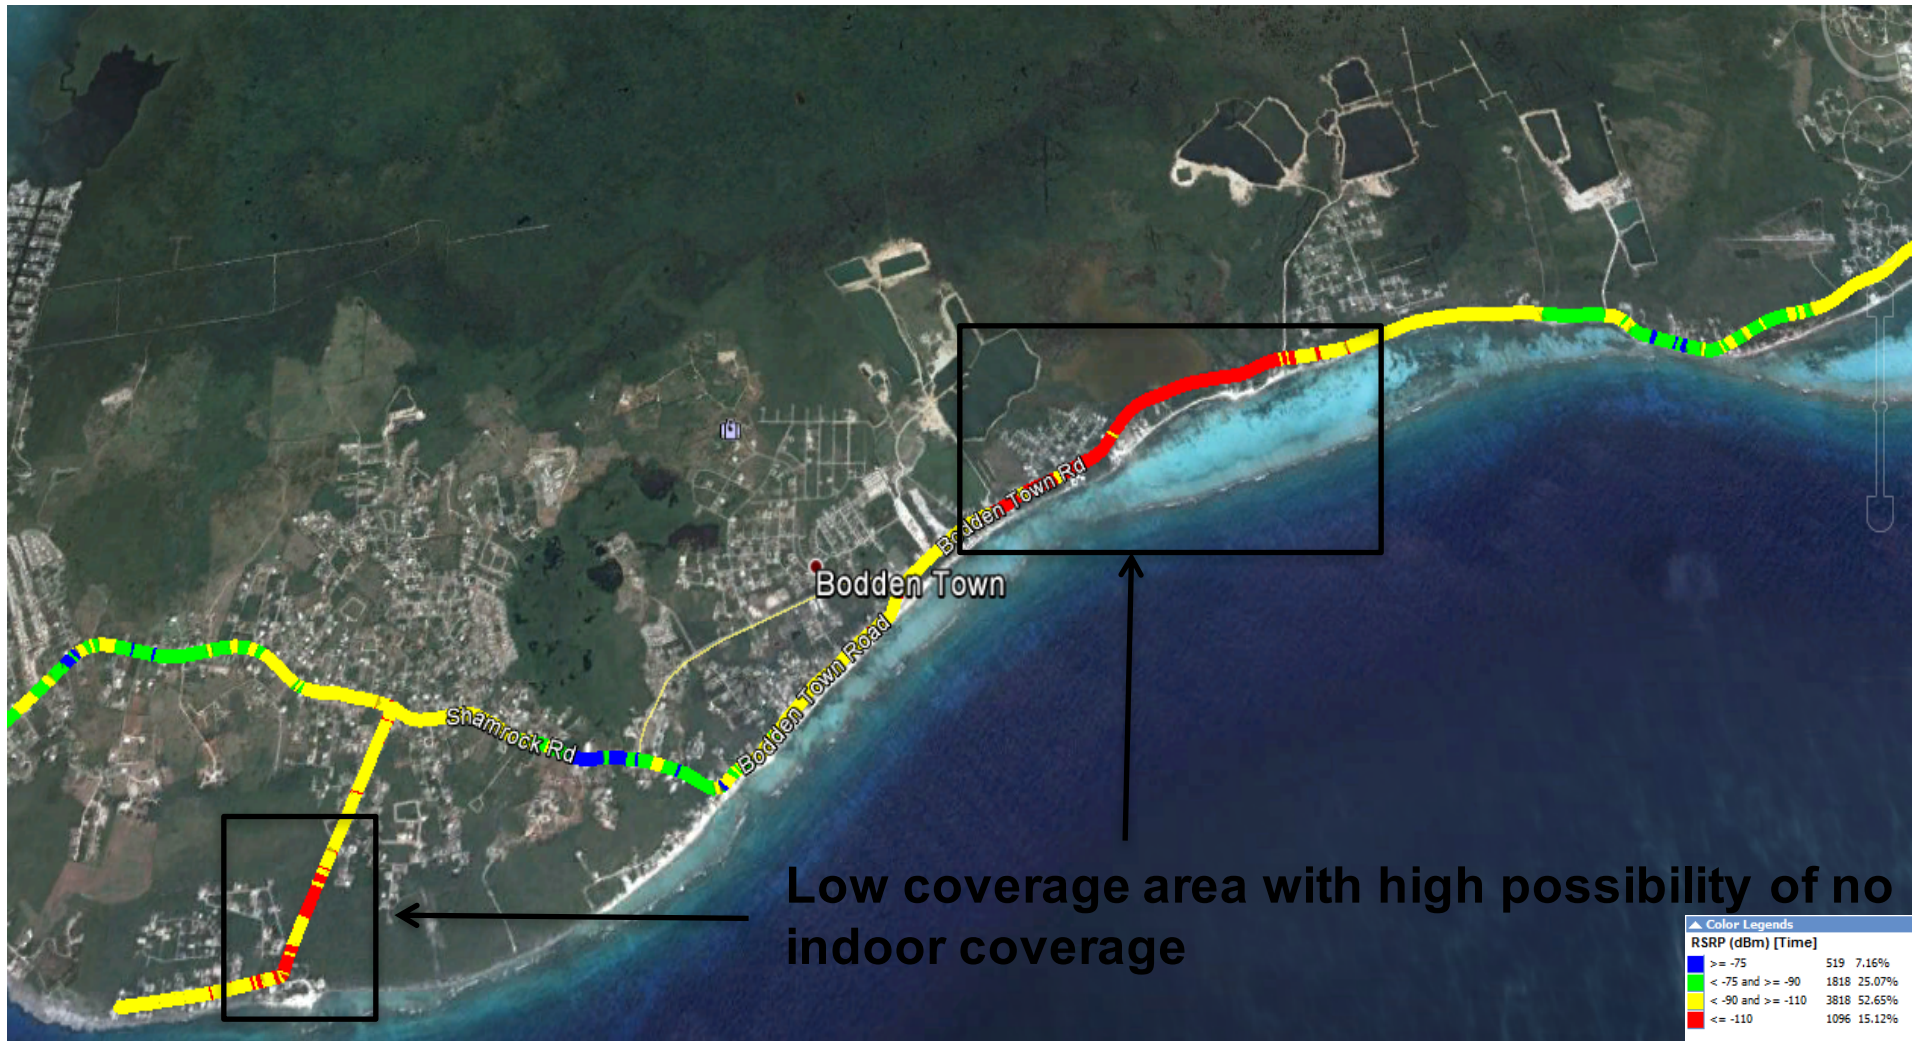 Bodden Town Rd
Bodden Town
Bodden Town Road
Shamrock Rd
Low coverage area with high possibility of no
indoor coverage
Color Legends
RSRP (dBm) [Time]
>= -75 519 7.16%
< -75 and >= -90 1818 25.07%
< -90 and >= -110 3818 52.65%
<= -110 1096 15.12%